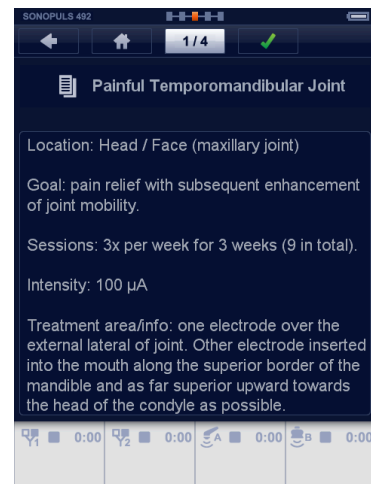 SONOPULS 492
1/4
Painful Temporomandibular Joint
Location: Head / Face (maxillary joint)
Goal: pain relief with subsequent enhancement
of joint mobility.
Sessions: 3x per week for 3 weeks (9 in total).
Intensity: 100 µA
Treatment area/info: one electrode over the
external lateral of joint. Other electrode inserted
into the mouth along the superior border of the
mandible and as far superior upward towards
the head of the condyle as possible.
1 0:00 2 0:00 A 0:00 B 0:00